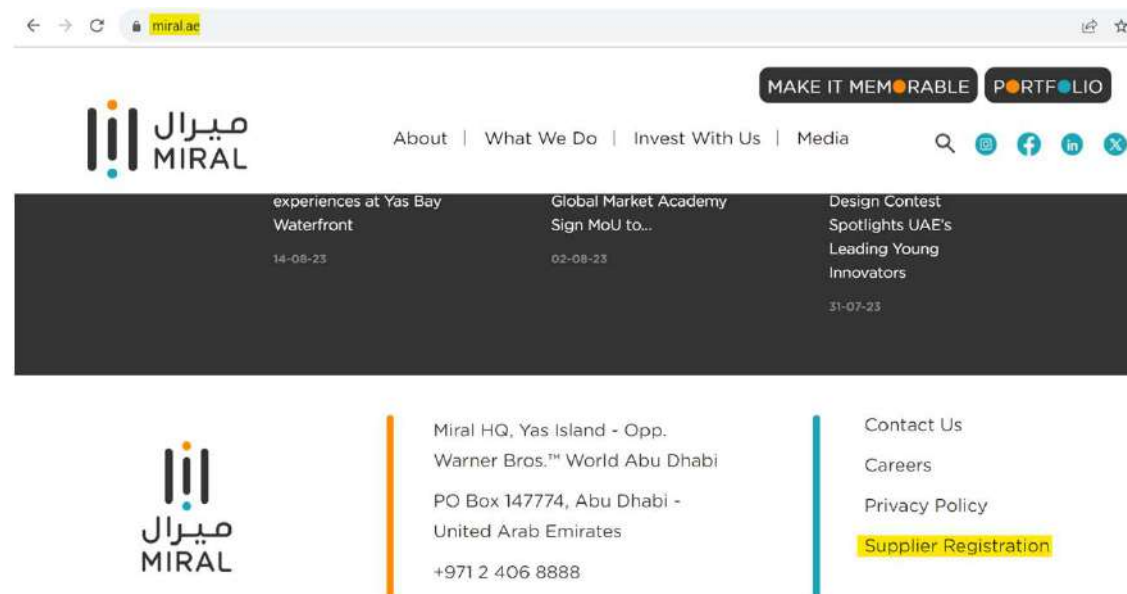 miral.ae
MAKE IT MEMORABLE
PORTFOLIO
ميرال
MIRAL
About | What We Do | Invest With Us | Media
experiences at Yas Bay
Waterfront
14-08-23
Global Market Academy
Sign MoU to...
02-08-23
Design Contest
Spotlights UAE's
Leading Young
Innovators
31-07-23
ميرال
MIRAL
Miral HQ, Yas Island - Opp.
Warner Bros.™ World Abu Dhabi
PO Box 147774, Abu Dhabi -
United Arab Emirates
+971 2 406 8888
Contact Us
Careers
Privacy Policy
Supplier Registration